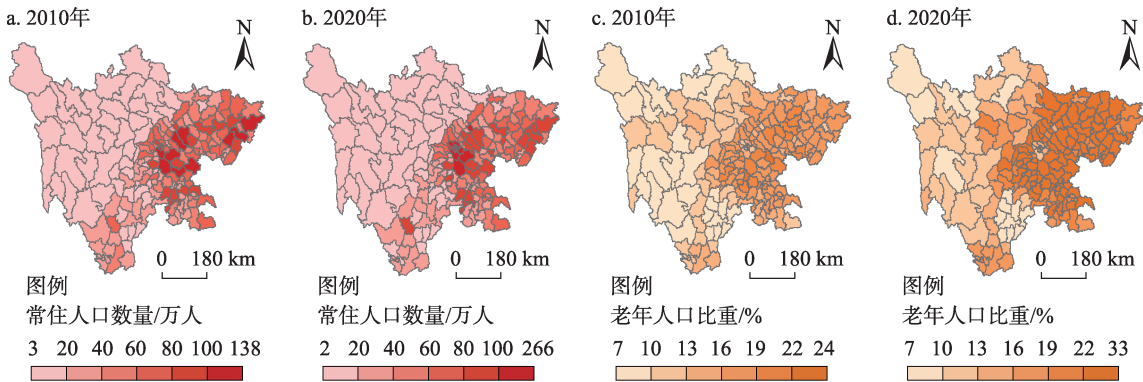 a. 2010年
N
0 180 km
图例
常住人口数量/万人
3 20 40 60 80 100 138
b. 2020年
N
0 180 km
图例
常住人口数量/万人
2 20 40 60 80 100 266
c. 2010年
N
0 180 km
图例
老年人口比重/%
7 10 13 16 19 22 24
d. 2020年
N
0 180 km
图例
老年人口比重/%
7 10 13 16 19 22 33